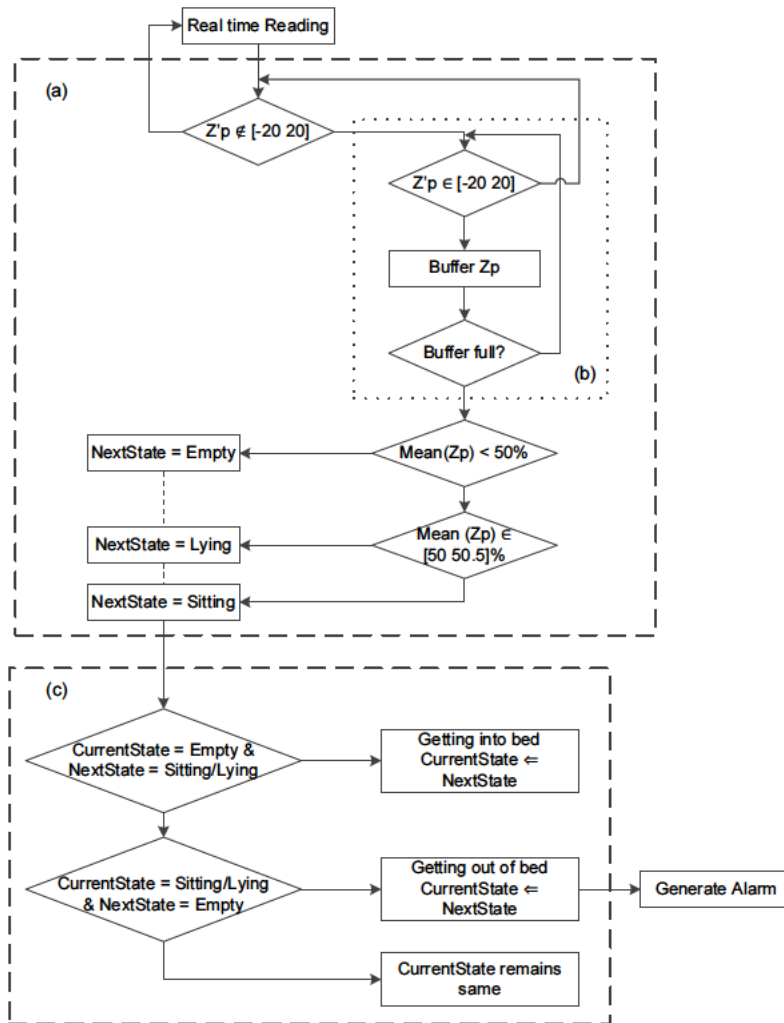 Real time Reading
(a)
Z'p ∉ [-20 20]
Z'p ∈ [-20 20]
Buffer Zp
Buffer full?
(b)
NextState = Empty
Mean(Zp) < 50%
NextState = Lying
Mean (Zp) ∈
[50 50.5]%
NextState = Sitting
(c)
CurrentState = Empty &
NextState = Sitting/Lying
Getting into bed
CurrentState ⇐
NextState
CurrentState = Sitting/Lying
& NextState = Empty
Getting out of bed
CurrentState ⇐
NextState
Generate Alarm
CurrentState remains
same